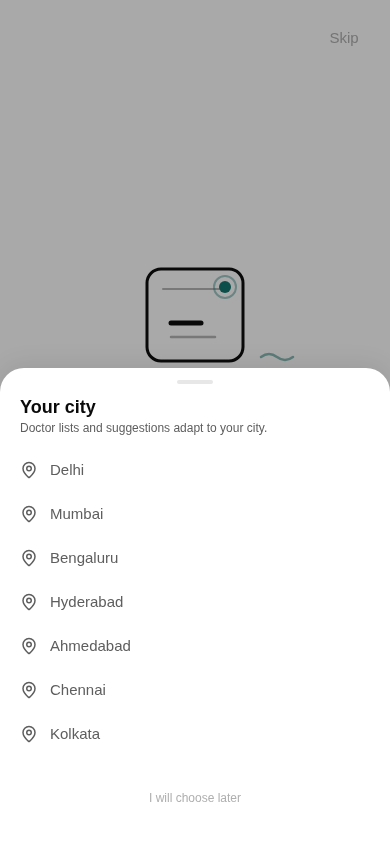 Skip
Your city
Doctor lists and suggestions adapt to your city.
Delhi
Mumbai
Bengaluru
Hyderabad
Ahmedabad
Chennai
Kolkata
I will choose later